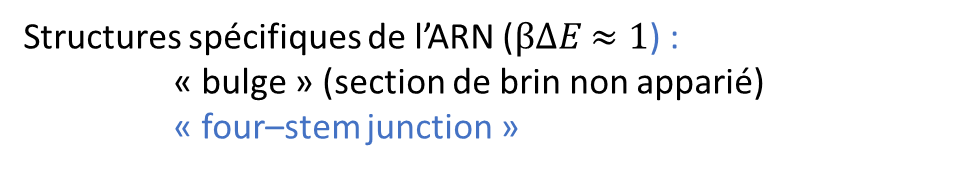 Structures spécifiques de l’ARN (βΔE ≈ 1) :
« bulge » (section de brin non apparié)
« four–stem junction »